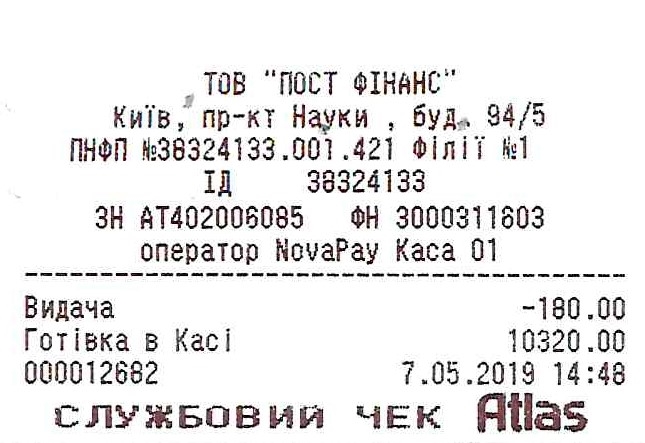 ТОВ "ПОСТ ФІНАНС"
Київ, пр-кт Науки , буд. 94/5
ПНФП №38324133.001.421 Філії №1
ІД 38324133
ЗН АТ402006085 ФН 3000311803
оператор NovaPay Каса 01
Видача -180.00
Готівка в Касі 10320.00
000012682 7.05.2019 14:48
СЛУЖБОВИЙ ЧЕК Atlas